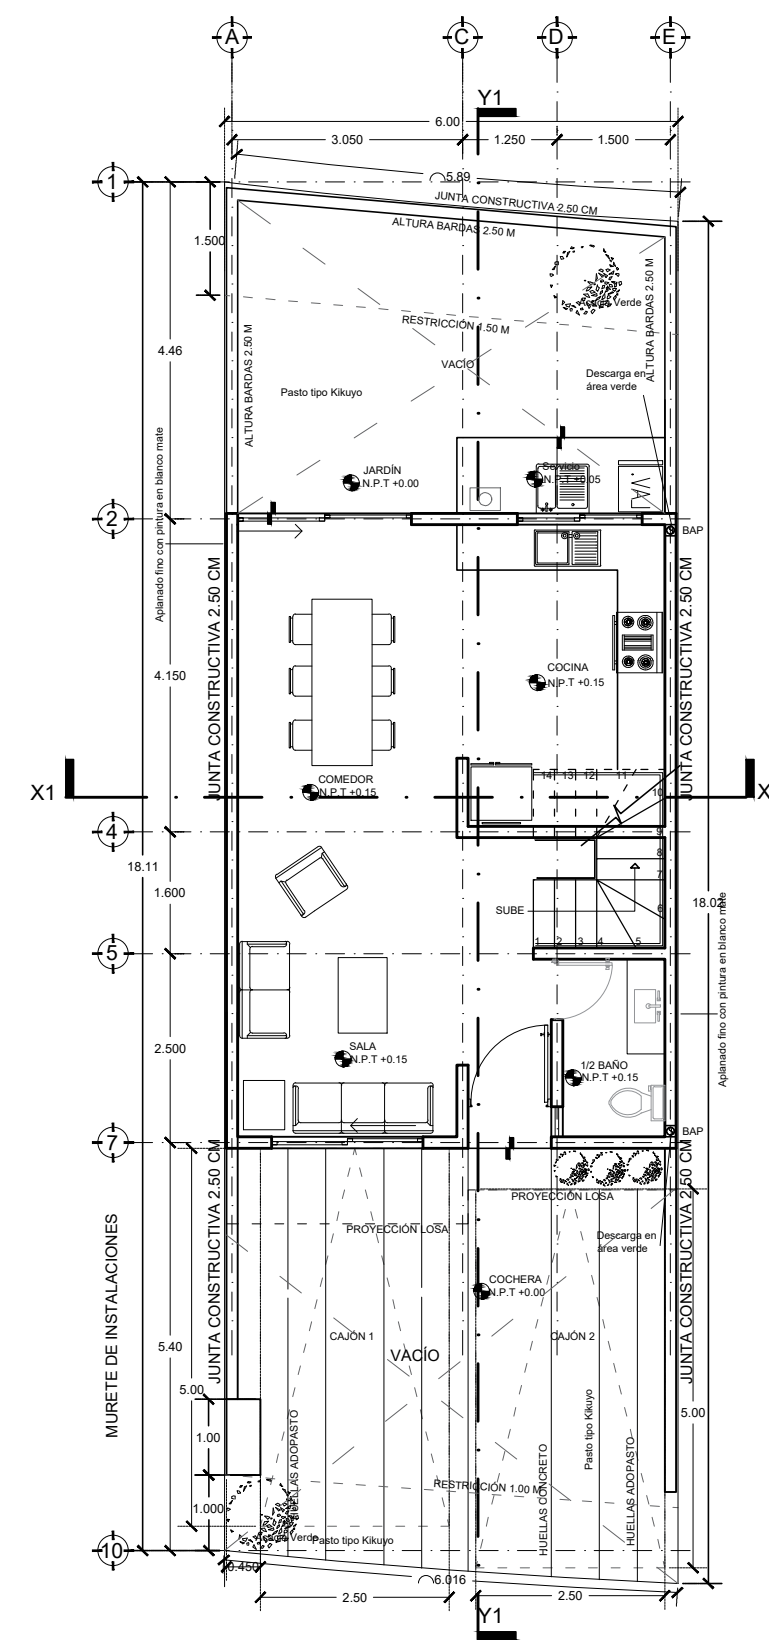 A
C
D
E
Y1
6.00
3.050
1.250
1.500
5.89
1
JUNTA CONSTRUCTIVA 2.50 CM
ALTURA BARDAS 2.50 M
1.500
Verde
RESTRICCIÓN 1.50 M
ALTURA BARDAS 2.50 M
ALTURA BARDAS 2.50 M
4.46
VACÍO
Descarga en
área verde
Pasto tipo Kikuyo
JARDÍN
N.P.T +0.00
Servicio
N.P.T +0.05
.VAL
2
BAP
Aplanado fino con pintura en blanco mate
JUNTA CONSTRUCTIVA 2.50 CM
JUNTA CONSTRUCTIVA 2.50 CM
4.150
COCINA
N.P.T +0.15
COMEDOR
N.P.T +0.15
14
13
12
11
10
X1
X
4
9
18.11
8
7
1.600
6
SUBE
18.02
1
2
3
4
5
5
Aplanado fino con pintura en blanco mate
2.500
SALA
N.P.T +0.15
1/2 BAÑO
N.P.T +0.15
7
BAP
JUNTA CONSTRUCTIVA 2.50 CM
JUNTA CONSTRUCTIVA 2.50 CM
PROYECCIÓN LOSA
PROYECCIÓN LOSA
Descarga en
área verde
MURETE DE INSTALACIONES
COCHERA
N.P.T +0.00
5.40
CAJÓN 1
CAJÓN 2
VACÍO
5.00
5.00
1.00
HUELLAS ADOPASTO
Pasto tipo Kikuyo
HUELLAS CONCRETO
HUELLAS ADOPASTO
RESTRICCIÓN 1.00 M
1.000
Verde
Pasto tipo Kikuyo
10
0.450
6.016
2.50
2.50
Y1